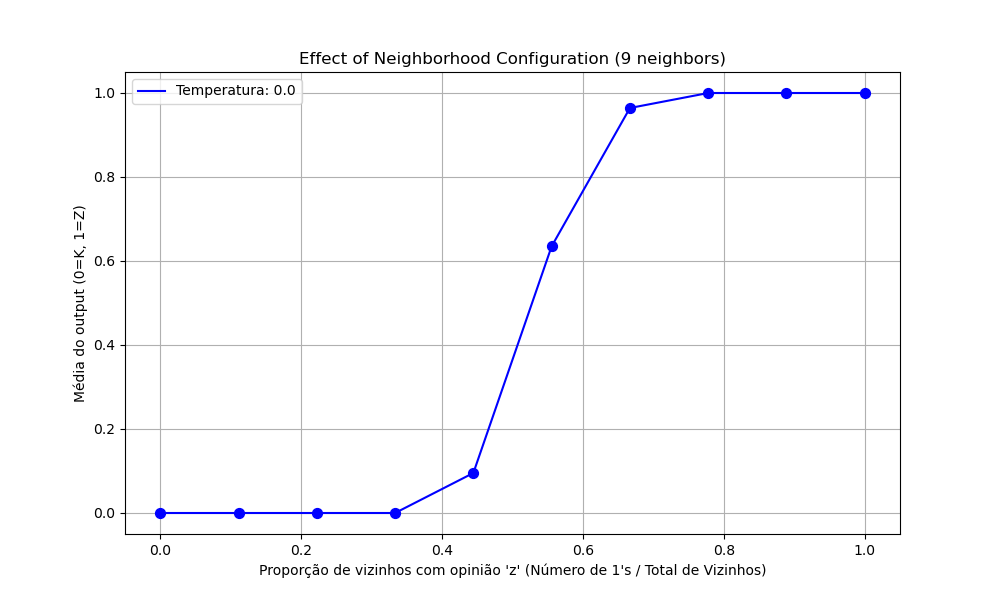 Effect of Neighborhood Configuration (9 neighbors)
Temperatura: 0.0
Média do output (0=K, 1=Z)
1.0
0.8
0.6
0.4
0.2
0.0
0.0 0.2 0.4 0.6 0.8 1.0
Proporção de vizinhos com opinião 'z' (Número de 1's / Total de Vizinhos)